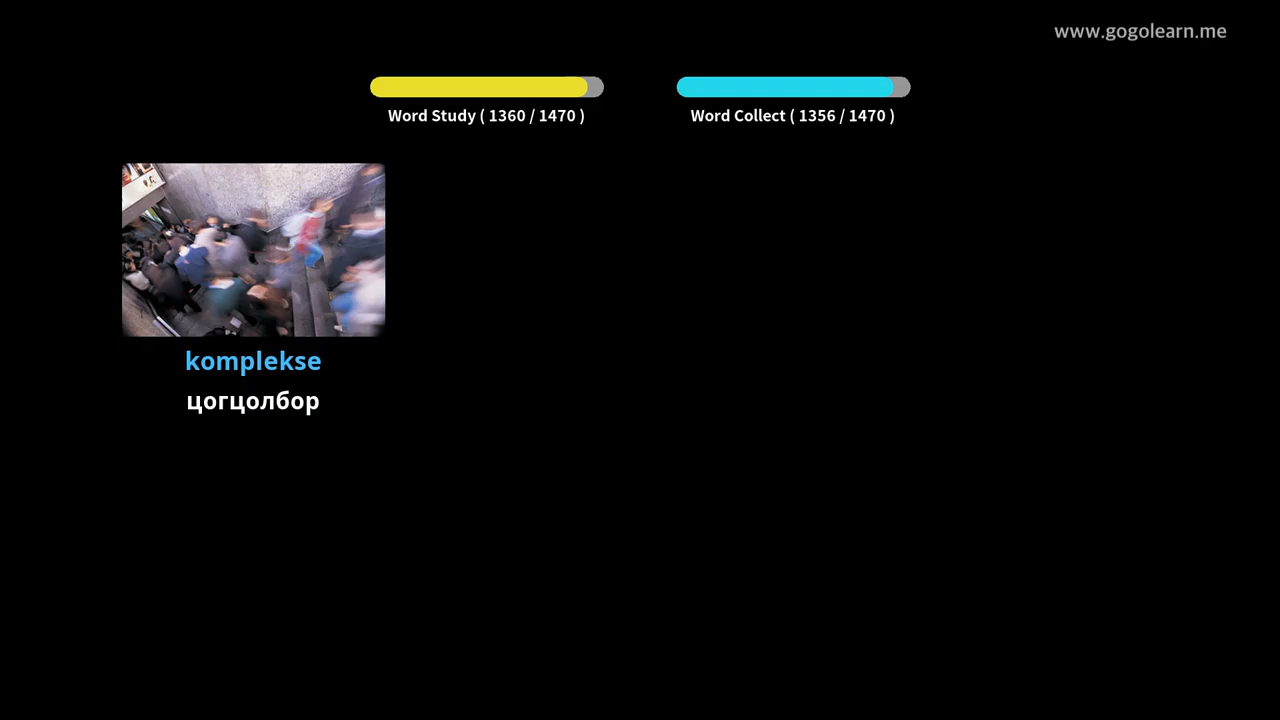 www.gogolearn.me
Word Study ( 1360 / 1470 )
Word Collect ( 1356 / 1470 )
komplekse
цогцолбор